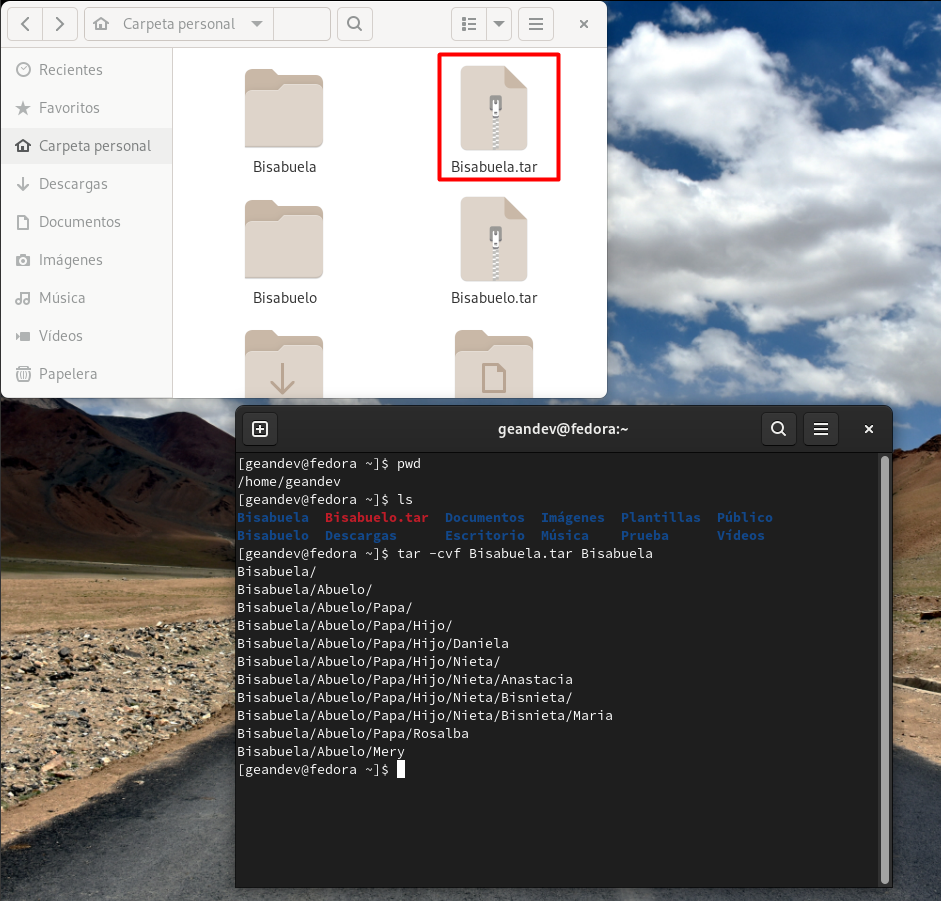 Carpeta personal
Recientes
Favoritos
Carpeta personal
Descargas
Documentos
Imágenes
Música
Vídeos
Papelera
Bisabuela
Bisabuela.tar
Bisabuelo
Bisabuelo.tar
geandev@fedora:~
[geandev@fedora ~]$ pwd
/home/geandev
[geandev@fedora ~]$ ls
Bisabuela  Bisabuelo.tar  Documentos  Imágenes  Plantillas  Público
Bisabuelo  Descargas      Escritorio  Música    Prueba      Vídeos
[geandev@fedora ~]$ tar -cvf Bisabuela.tar Bisabuela
Bisabuela/
Bisabuela/Abuelo/
Bisabuela/Abuelo/Papa/
Bisabuela/Abuelo/Papa/Hijo/
Bisabuela/Abuelo/Papa/Hijo/Daniela
Bisabuela/Abuelo/Papa/Hijo/Nieta/
Bisabuela/Abuelo/Papa/Hijo/Nieta/Anastacia
Bisabuela/Abuelo/Papa/Hijo/Nieta/Bisnieta/
Bisabuela/Abuelo/Papa/Hijo/Nieta/Bisnieta/Maria
Bisabuela/Abuelo/Papa/Rosalba
Bisabuela/Abuelo/Mery
[geandev@fedora ~]$